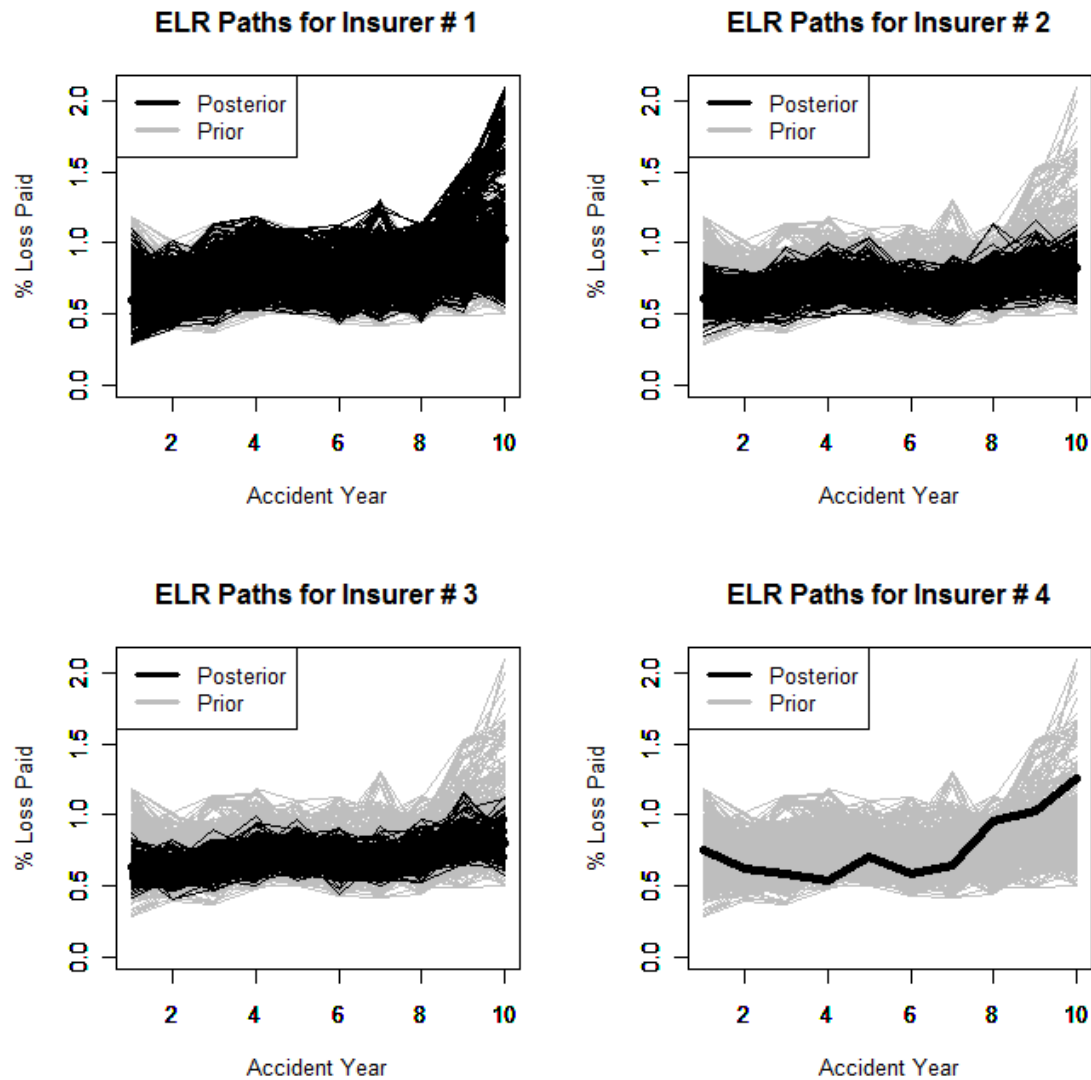 ELR Paths for Insurer # 1
Posterior
Prior
% Loss Paid
2.0
1.5
1.0
0.5
0.0
2 4 6 8 10
Accident Year
ELR Paths for Insurer # 2
Posterior
Prior
% Loss Paid
2.0
1.5
1.0
0.5
0.0
2 4 6 8 10
Accident Year
ELR Paths for Insurer # 3
Posterior
Prior
% Loss Paid
2.0
1.5
1.0
0.5
0.0
2 4 6 8 10
Accident Year
ELR Paths for Insurer # 4
Posterior
Prior
% Loss Paid
2.0
1.5
1.0
0.5
0.0
2 4 6 8 10
Accident Year